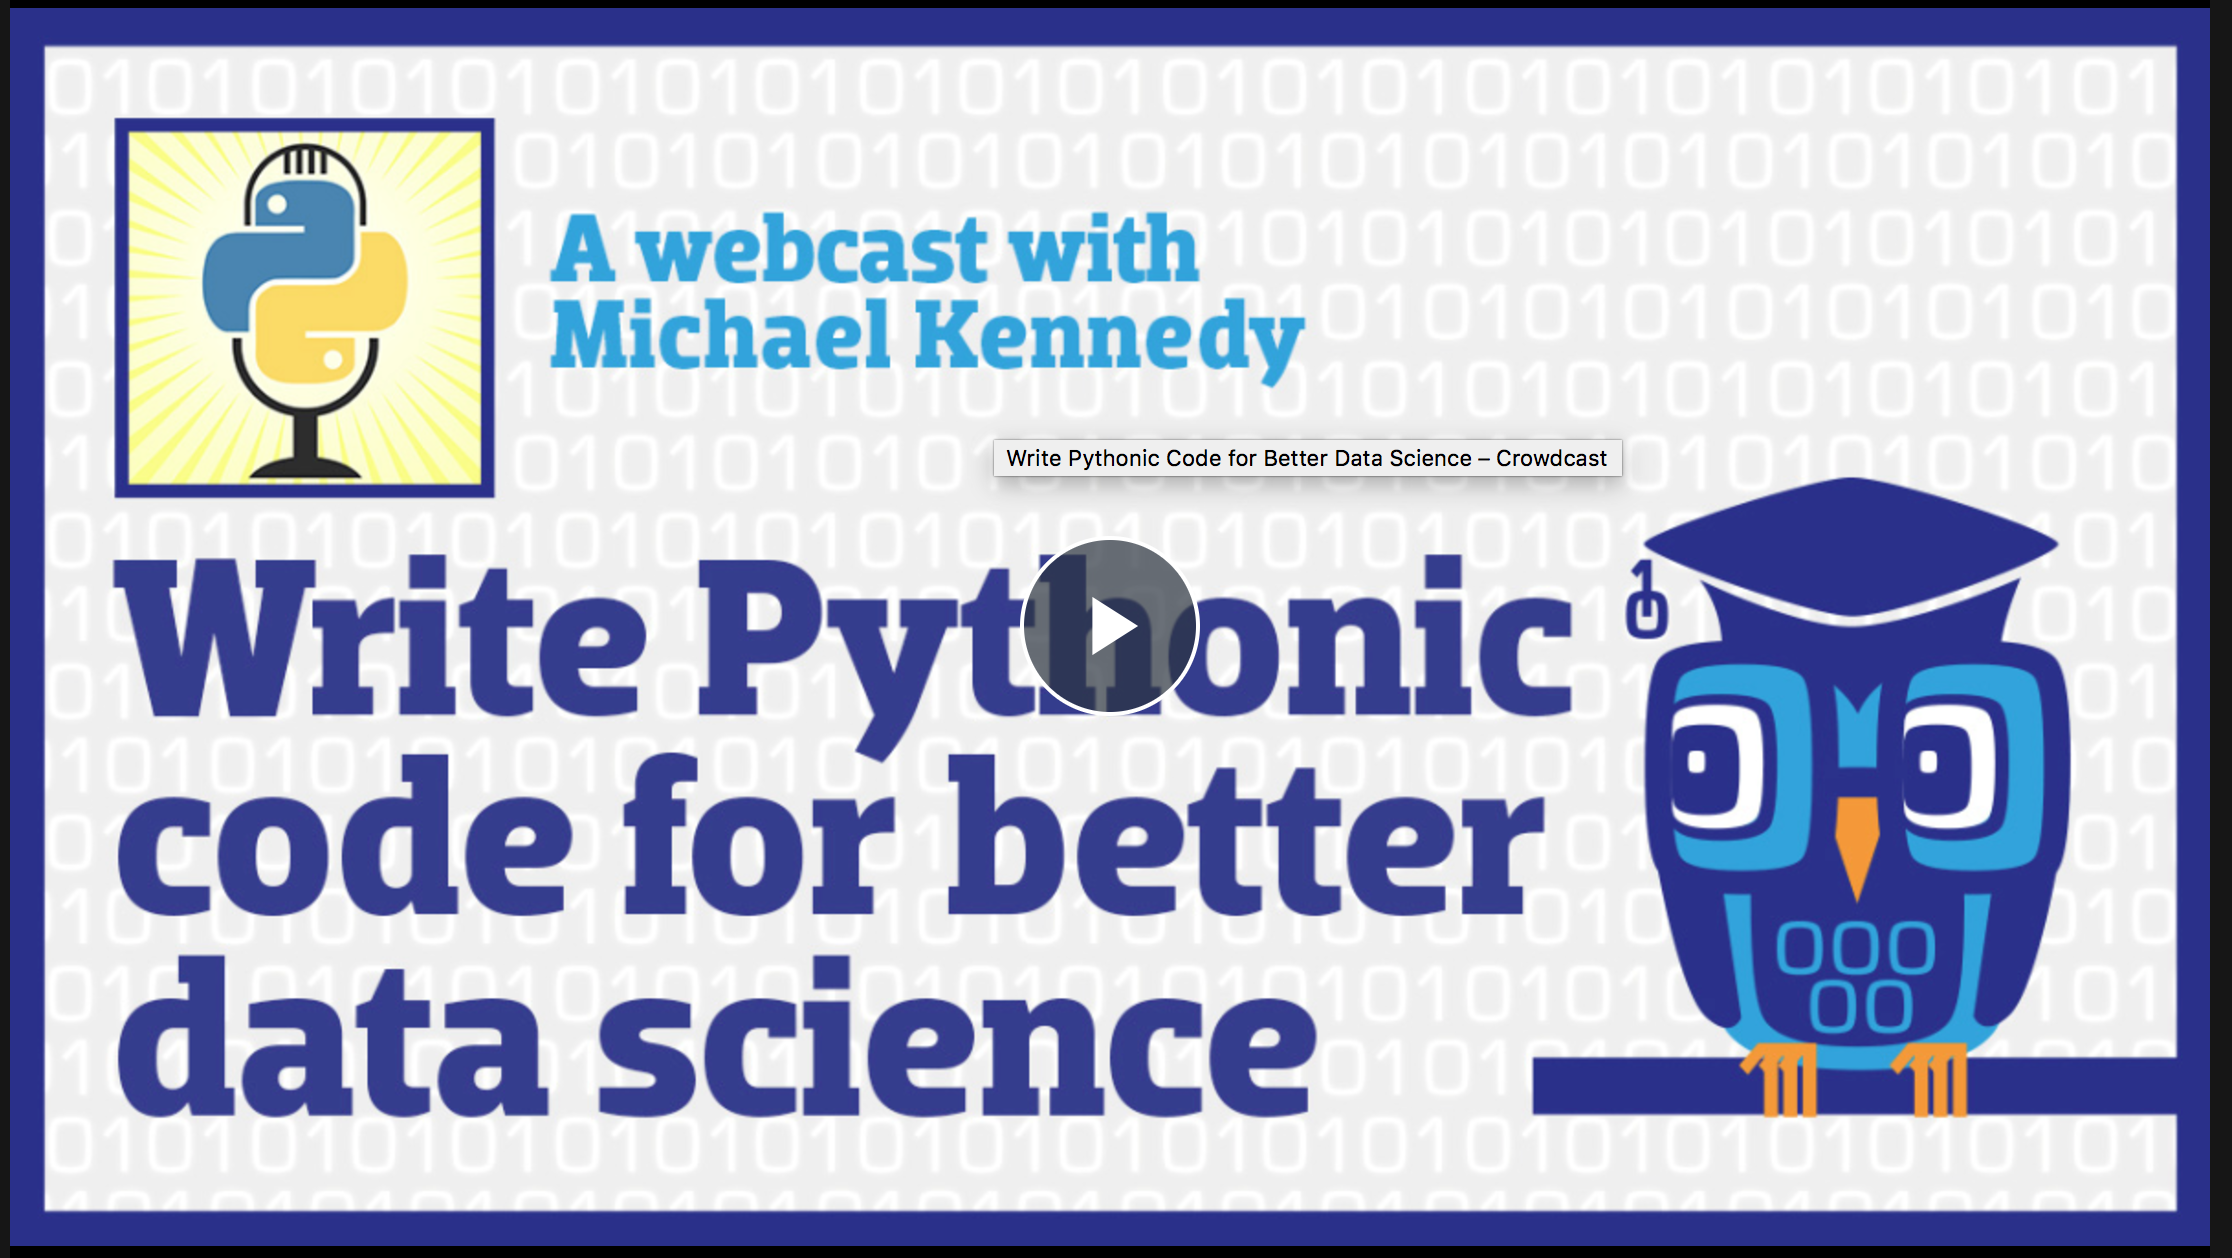 A webcast with
Michael Kennedy
Write Pythonic Code for Better Data Science – Crowdcast
Write Pythonic
code for better
data science